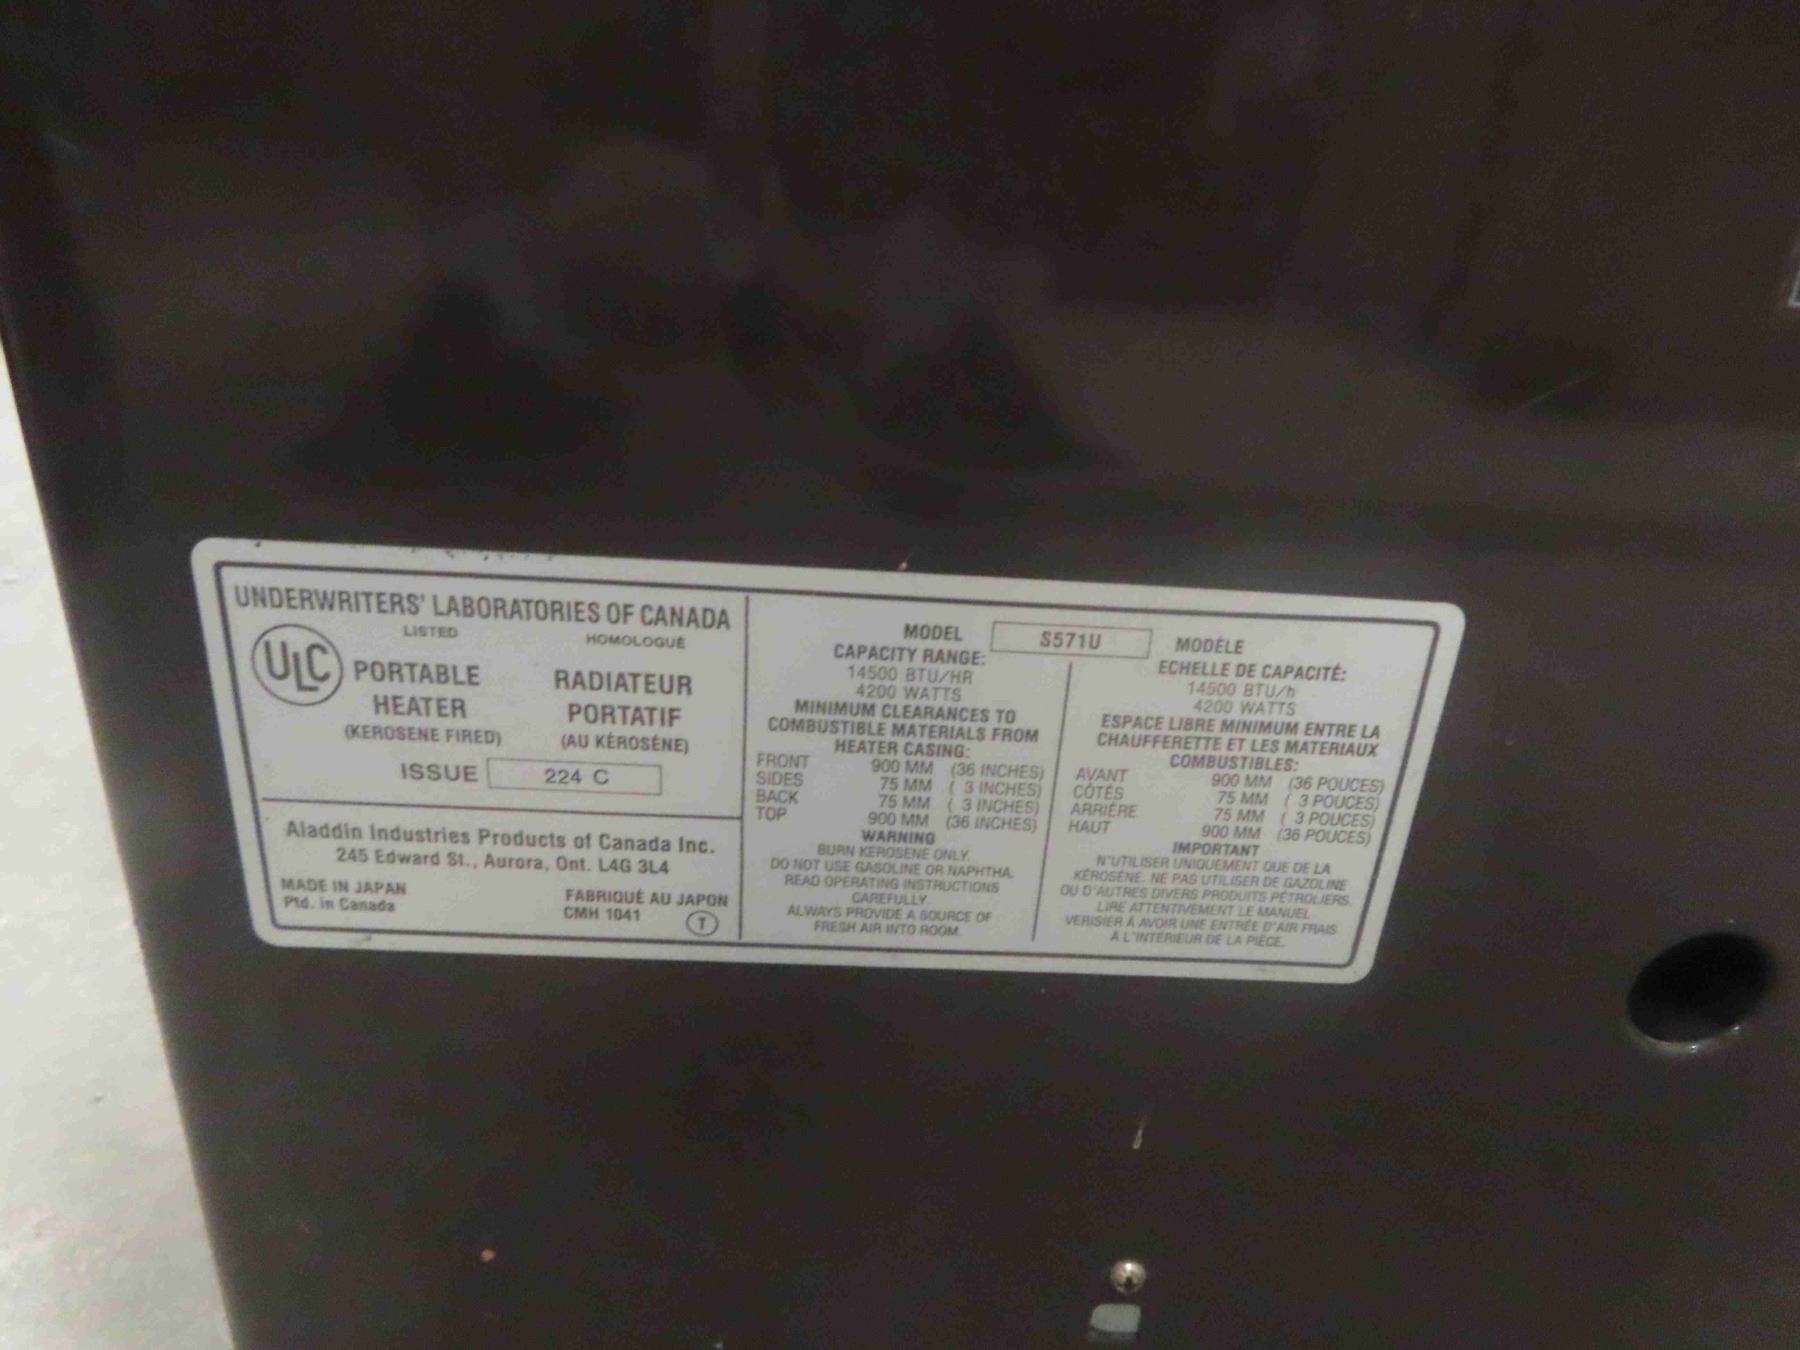 UNDERWRITERS' LABORATORIES OF CANADA
LISTED
HOMOLOGUÉ
ULC
PORTABLE
HEATER
(KEROSENE FIRED)
RADIATEUR
PORTATIF
(AU KÉROSÈNE)
ISSUE 224 C
Aladdin Industries Products of Canada Inc.
245 Edward St., Aurora, Ont. L4G 3L4
MADE IN JAPAN
Ptd. in Canada
FABRIQUÉ AU JAPON
CMH 1041
T
MODEL S571U MODÈLE
CAPACITY RANGE:
14500 BTU/HR
4200 WATTS
MINIMUM CLEARANCES TO
COMBUSTIBLE MATERIALS FROM
HEATER CASING:
FRONT 900 MM (36 INCHES)
SIDES 75 MM ( 3 INCHES)
BACK 75 MM ( 3 INCHES)
TOP 900 MM (36 INCHES)
WARNING
BURN KEROSENE ONLY.
DO NOT USE GASOLINE OR NAPHTHA.
READ OPERATING INSTRUCTIONS
CAREFULLY.
ALWAYS PROVIDE A SOURCE OF
FRESH AIR INTO ROOM.
ECHELLE DE CAPACITÉ:
14500 BTU/h
4200 WATTS
ESPACE LIBRE MINIMUM ENTRE LA
CHAUFFERETTE ET LES MATERIAUX
COMBUSTIBLES:
AVANT 900 MM (36 POUCES)
CÔTÉS 75 MM ( 3 POUCES)
ARRIÈRE 75 MM ( 3 POUCES)
HAUT 900 MM (36 POUCES)
IMPORTANT
N'UTILISER UNIQUEMENT QUE DE LA
KÉROSÈNE. NE PAS UTILISER DE GAZOLINE
OU D'AUTRES DIVERS PRODUITS PÉTROLIERS.
LIRE ATTENTIVEMENT LE MANUEL
VERISIER À AVOIR UNE ENTRÉE D'AIR FRAIS
À L'INTÉRIEUR DE LA PIÈCE.